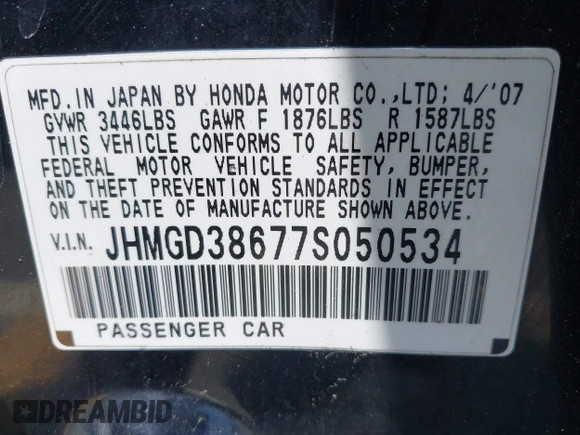 MFD. IN JAPAN BY HONDA MOTOR CO.,LTD; 4/'07
GVWR 3446LBS GAWR F 1876LBS R 1587LBS
THIS VEHICLE CONFORMS TO ALL APPLICABLE
FEDERAL MOTOR VEHICLE SAFETY, BUMPER,
AND THEFT PREVENTION STANDARDS IN EFFECT
ON THE DATE OF MANUFACTURE SHOWN ABOVE.
V.I.N. JHMGD38677S050534
PASSENGER CAR
DREAMBID